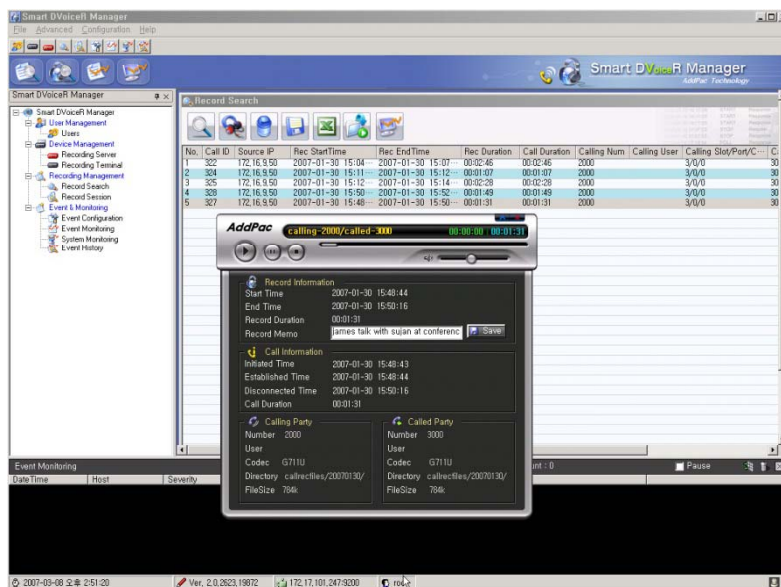 Smart DVoiceR Manager
File Advanced Configuration Help
Smart DVoiceR Manager
AddPac Technology
Smart DVoiceR Manager
Smart DVoiceR Manager
User Management
Users
Device Management
Recording Server
Recording Terminal
Recording Management
Record Search
Record Session
Event & Monitoring
Event Configuration
Event Monitoring
System Monitoring
Event History
Record Search
No. Call ID Source IP Rec StartTime Rec EndTime Rec Duration Call Duration Calling Num Calling User Calling Slot/Port/C··· C
1 322 172.16.9.50 2007-01-30 15:04··· 2007-01-30 15:07··· 00:02:46 00:02:46 2000 3/0/0 30
2 324 172.16.9.50 2007-01-30 15:11··· 2007-01-30 15:12··· 00:01:07 00:01:07 2000 3/0/0 30
3 325 172.16.9.50 2007-01-30 15:12··· 2007-01-30 15:14··· 00:02:28 00:02:28 2000 3/0/0 30
4 328 172.16.9.50 2007-01-30 15:50··· 2007-01-30 15:52··· 00:01:49 00:01:49 2000 3/0/0 30
5 327 172.16.9.50 2007-01-30 15:48··· 2007-01-30 15:50··· 00:01:31 00:01:31 2000 3/0/0 30
AddPac calling-2000/called-3000 00:00:00 00:01:31
Record Information
Start Time 2007-01-30 15:48:44
End Time 2007-01-30 15:50:16
Record Duration 00:01:31
Record Memo james talk with sujan at conferenc Save
Call Information
Initiated Time 2007-01-30 15:48:43
Established Time 2007-01-30 15:48:44
Disconnected Time 2007-01-30 15:50:16
Call Duration 00:01:31
Calling Party
Number 2000
User
Codec G711U
Directory callrecfiles/20070130/
FileSize 784k
Called Party
Number 3000
User
Codec G711U
Directory callrecfiles/20070130/
FileSize 784k
Event Monitoring
unt : 0 Pause
DateTime Host Severity
2007-03-08 오후 2:51:20 Ver. 2.0.2623.19872 172.17.101.247:9200 root